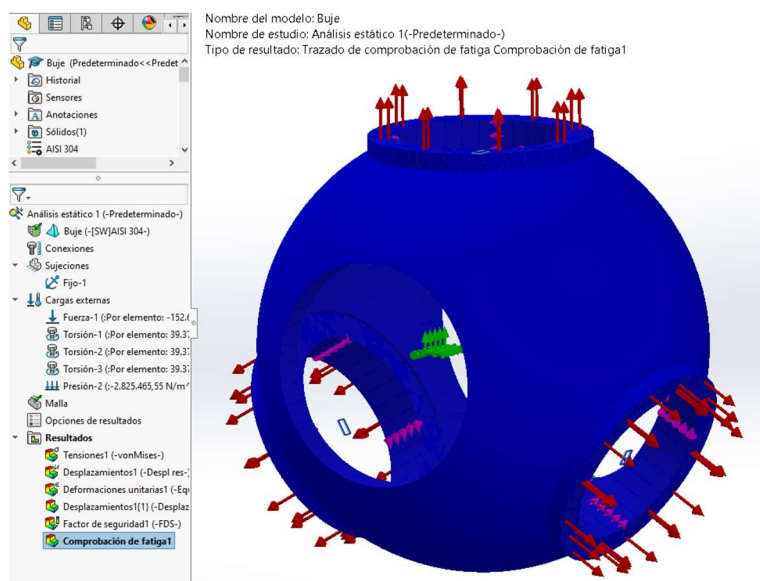 Nombre del modelo: Buje
Nombre de estudio: Análisis estático 1(-Predeterminado-)
Tipo de resultado: Trazado de comprobación de fatiga Comprobación de fatiga1
Buje (Predeterminado<<Predet
Historial
Sensores
Anotaciones
Sólidos(1)
AISI 304
Análisis estático 1 (-Predeterminado-)
Buje (-[SW]AISI 304-)
Conexiones
Sujeciones
Fijo-1
Cargas externas
Fuerza-1 (:Por elemento: -152.6
Torsión-1 (:Por elemento: 39.37
Torsión-2 (:Por elemento: 39.37
Torsión-3 (:Por elemento: 39.37
Presión-2 (:-2.825.465,55 N/m^
Malla
Opciones de resultados
Resultados
Tensiones1 (-vonMises-)
Desplazamientos1 (-Despl res-)
Deformaciones unitarias1 (-Equ
Desplazamientos1{1} (-Desplaz
Factor de seguridad1 (-FDS-)
Comprobación de fatiga1